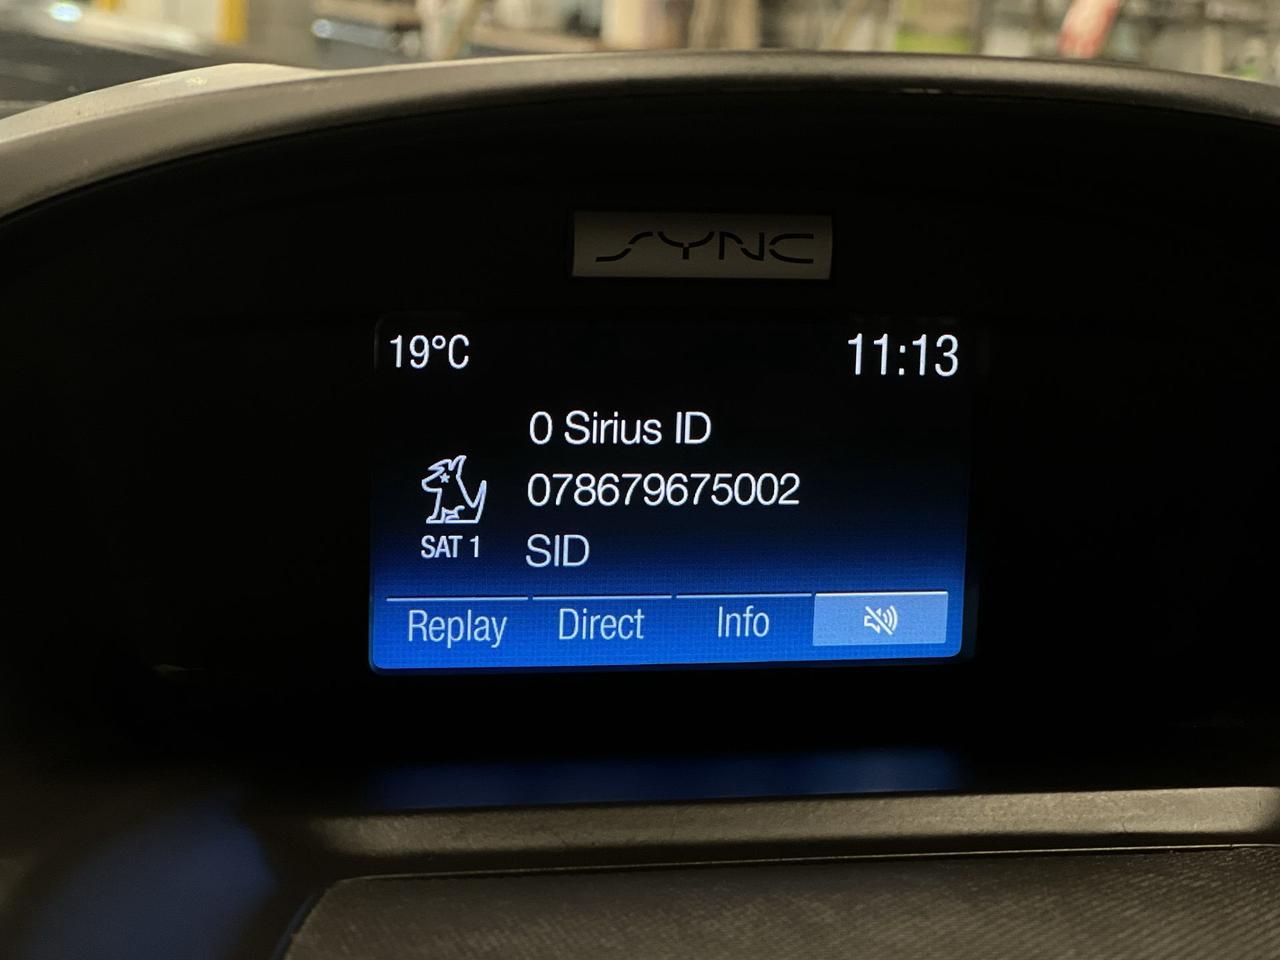 SYNC
19°C 11:13
0 Sirius ID
078679675002
SAT 1 SID
Replay Direct Info